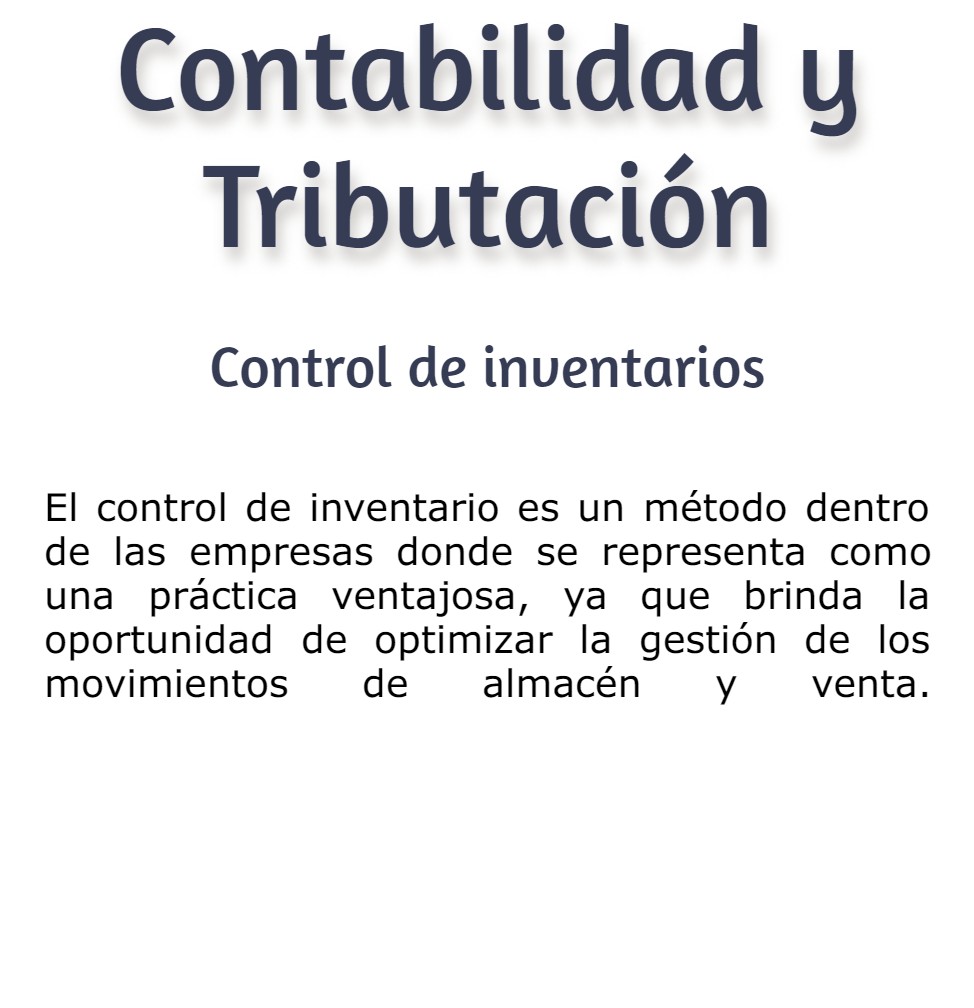 Contabilidad y
Tributación
Control de inventarios
El control de inventario es un método dentro
de las empresas donde se representa como
una práctica ventajosa, ya que brinda la
oportunidad de optimizar la gestión de los
movimientos de almacén y venta.